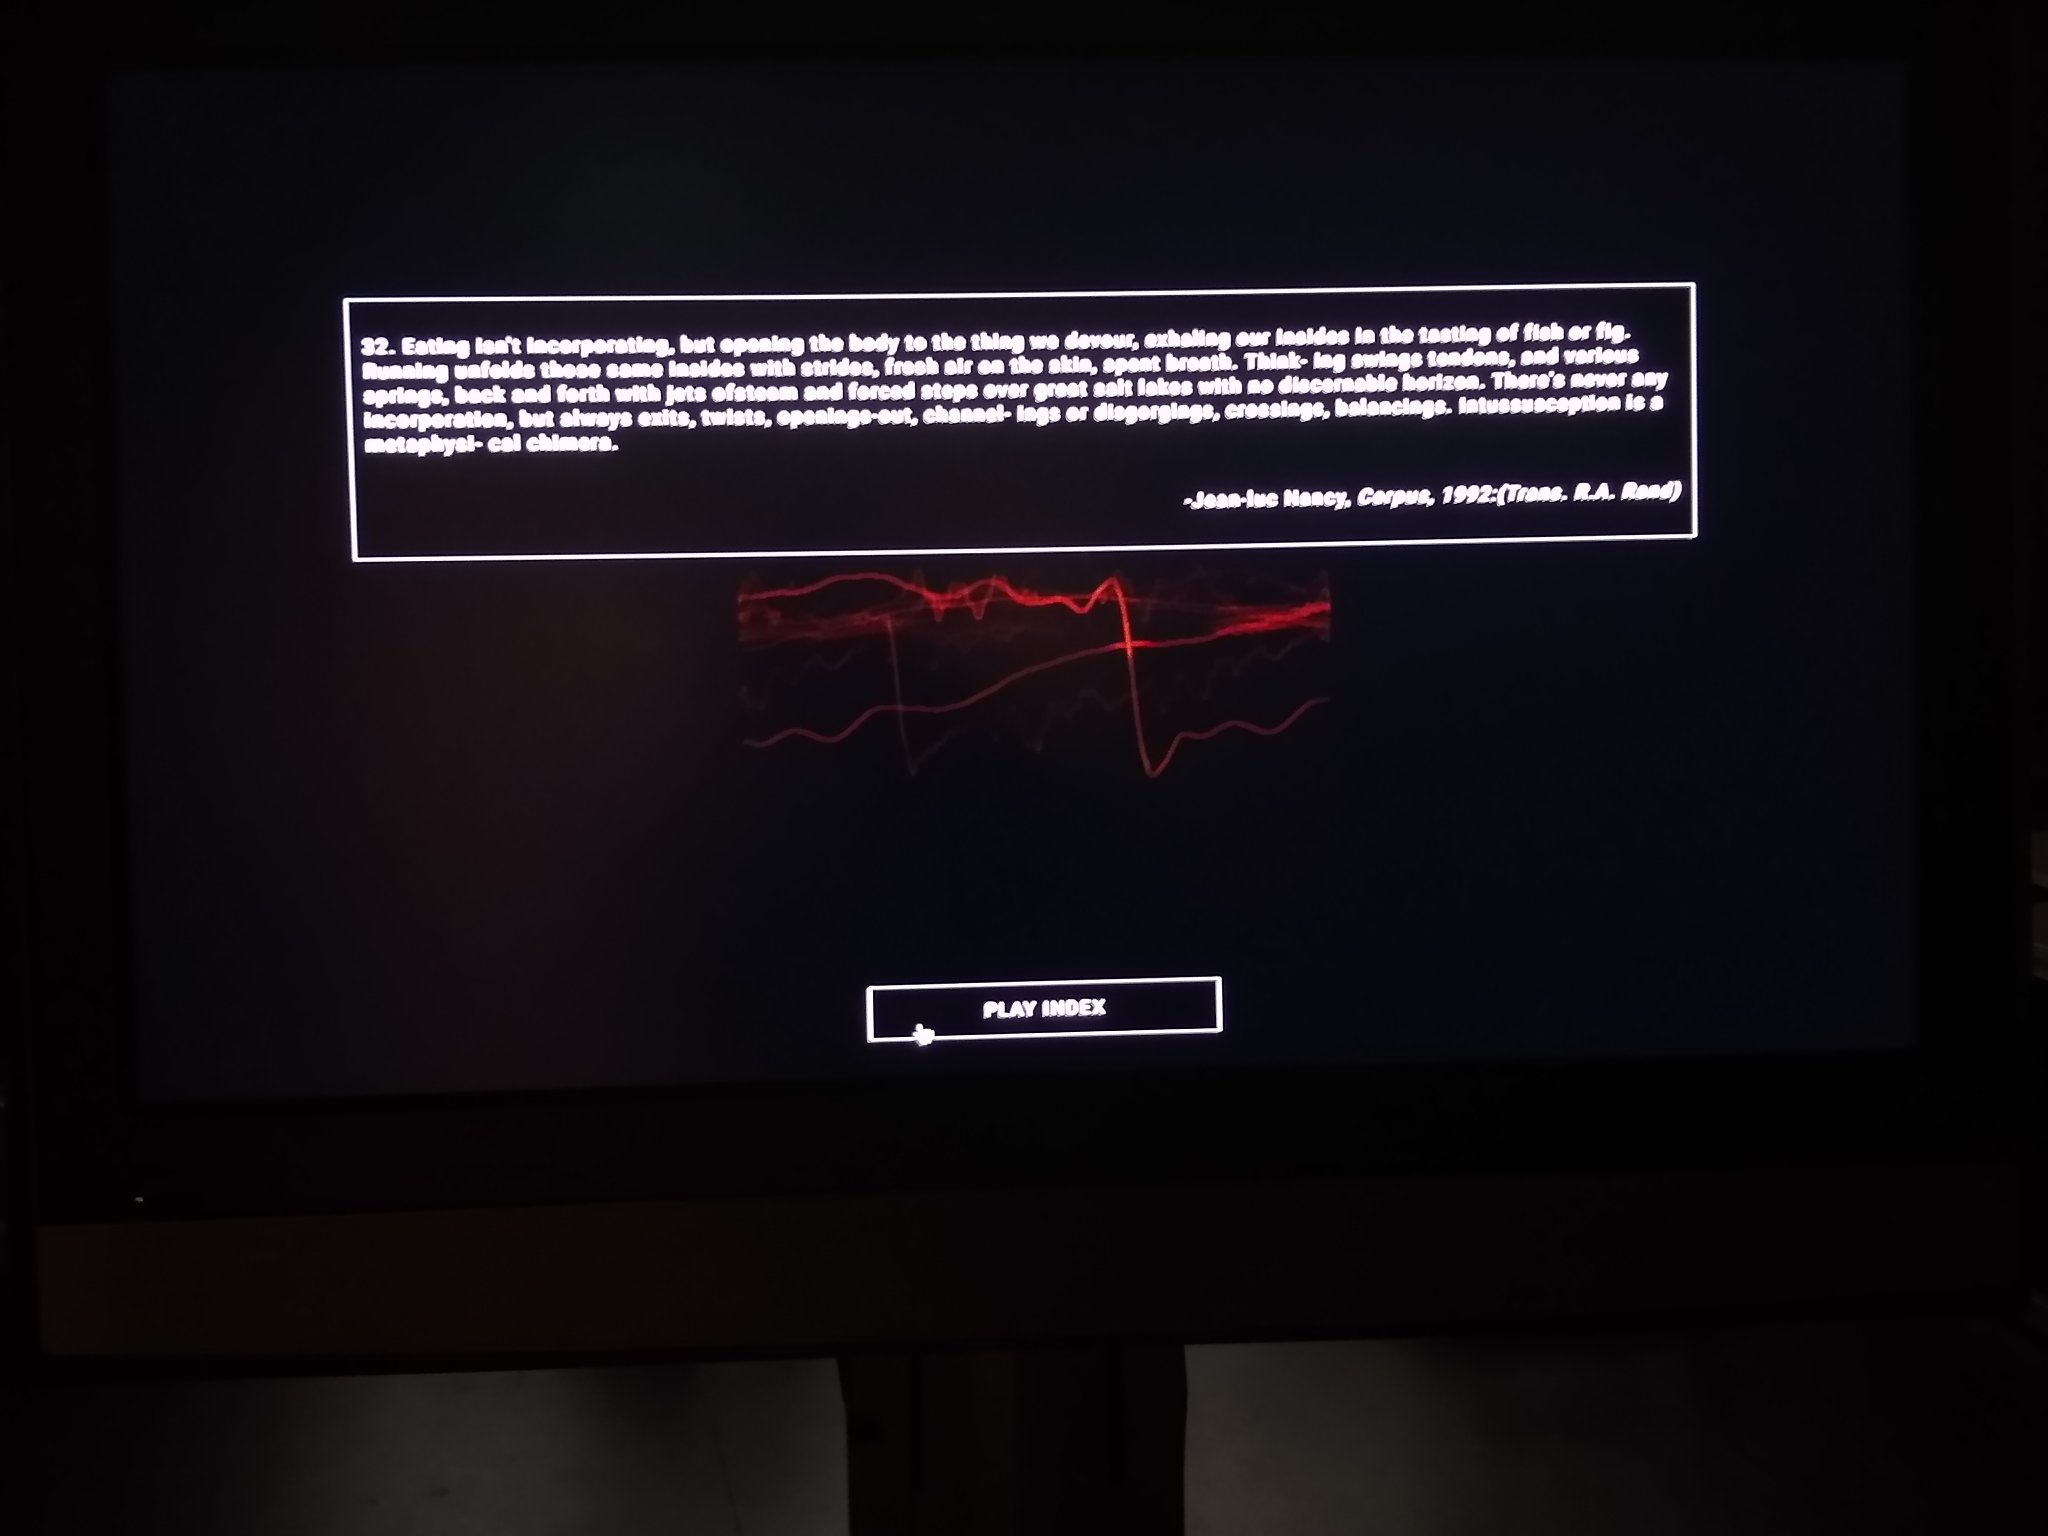 32. Eating isn't incorporating, but opening the body to the thing we devour, exhaling our insides in the tasting of fish or fig.
Running unfolds those same insides with strides, fresh air on the skin, spent breath. Think- ing swings tendons, and various
springs, back and forth with jets ofsteam and forced steps over great salt lakes with no discernable horizon. There's never any
incorporation, but always exits, twists, openings-out, channel- ings or disgorgings, crossings, balancings. Intussusception is a
metaphysi- cal chimera.
-Jean-luc Nancy, Corpus, 1992:(Trans. R.A. Rand)
PLAY INDEX